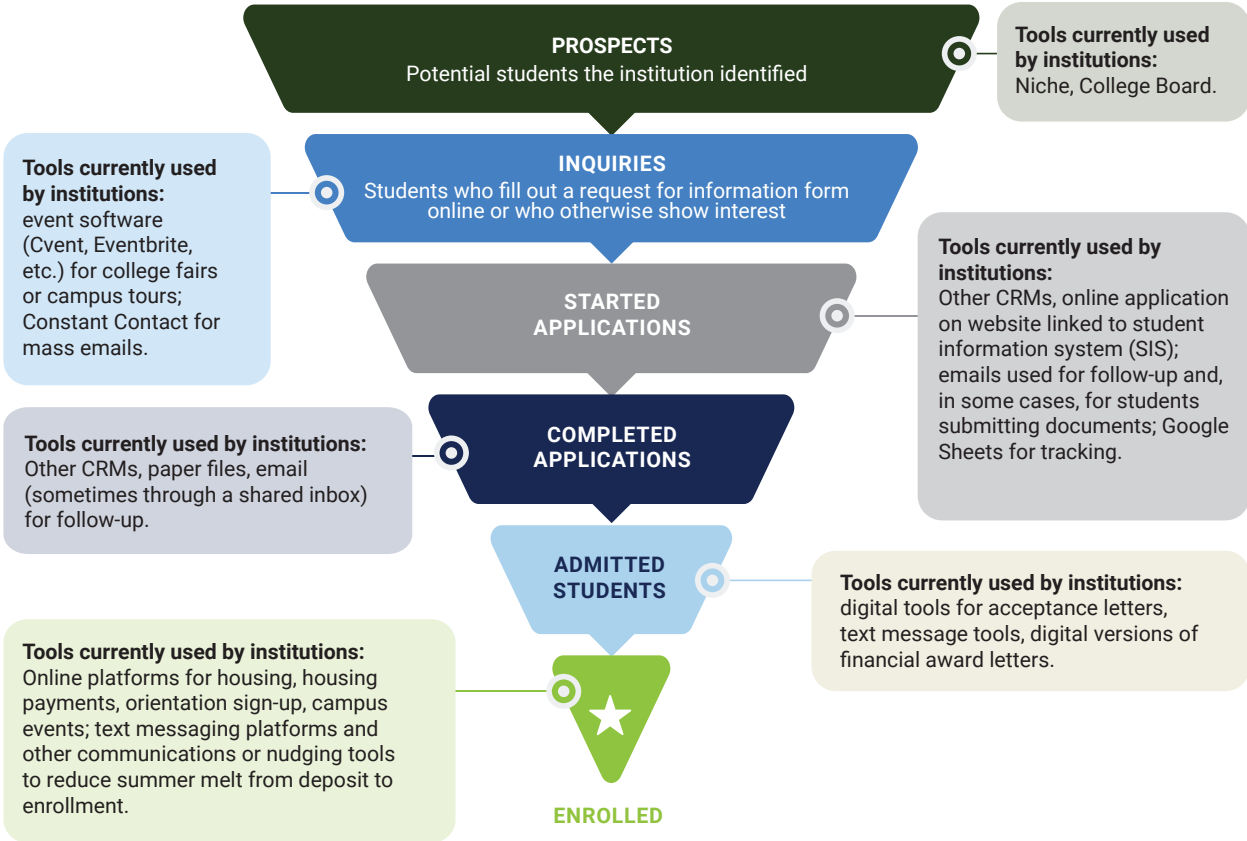 PROSPECTS
Potential students the institution identified
Tools currently used
by institutions:
Niche, College Board.
INQUIRIES
Students who fill out a request for information form
online or who otherwise show interest
Tools currently used
by institutions:
event software
(Cvent, Eventbrite,
etc.) for college fairs
or campus tours;
Constant Contact for
mass emails.
STARTED
APPLICATIONS
Tools currently used by
institutions:
Other CRMs, online application
on website linked to student
information system (SIS);
emails used for follow-up and,
in some cases, for students
submitting documents; Google
Sheets for tracking.
COMPLETED
APPLICATIONS
Tools currently used by institutions:
Other CRMs, paper files, email
(sometimes through a shared inbox)
for follow-up.
ADMITTED
STUDENTS
Tools currently used by institutions:
digital tools for acceptance letters,
text message tools, digital versions of
financial award letters.
Tools currently used by institutions:
Online platforms for housing, housing
payments, orientation sign-up, campus
events; text messaging platforms and
other communications or nudging tools
to reduce summer melt from deposit to
enrollment.
ENROLLED